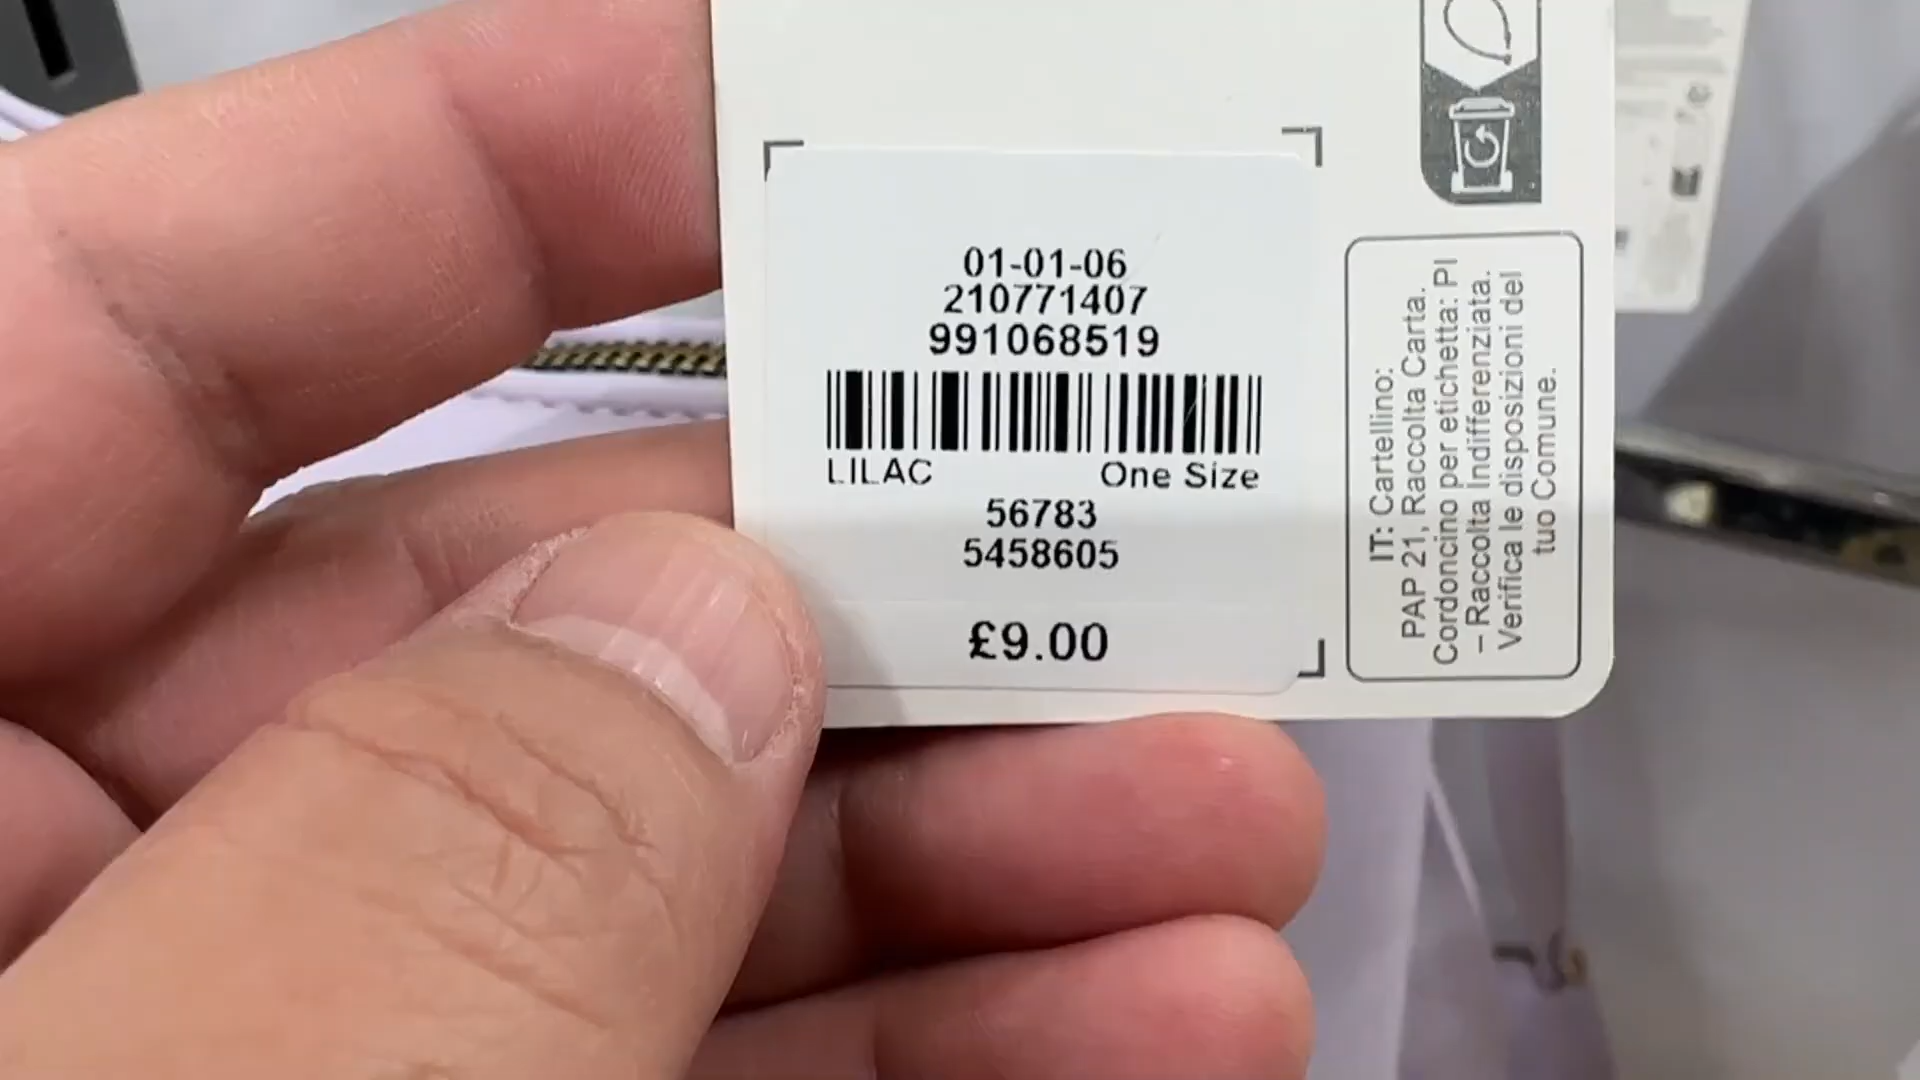 01-01-06
210771407
991068519
LILAC One Size
56783
5458605
£9.00
IT: Cartellino:
PAP 21, Raccolta Carta.
Cordoncino per etichetta: PI
– Raccolta Indifferenziata.
Verifica le disposizioni del
tuo Comune.